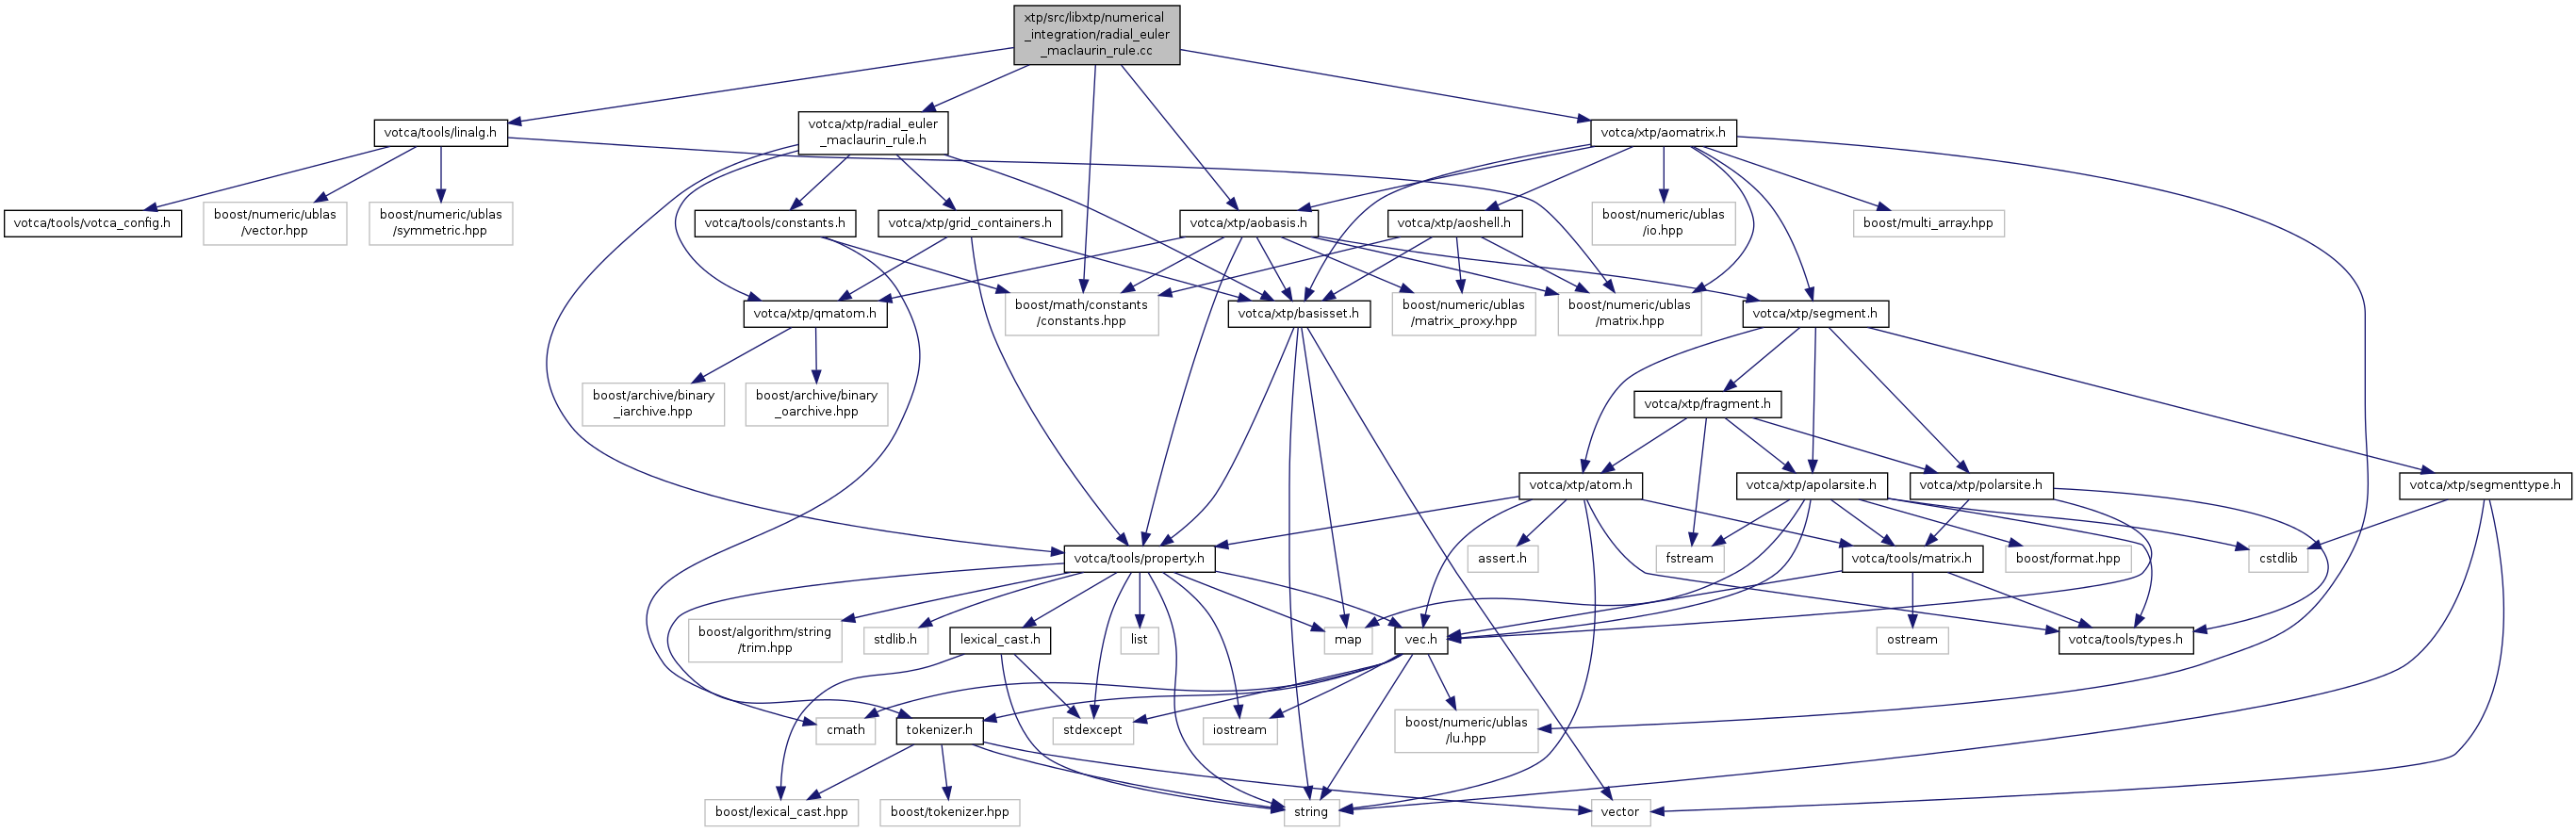 xtp/src/libxtp/numerical
_integration/radial_euler
_maclaurin_rule.cc
votca/tools/linalg.h
votca/xtp/radial_euler
_maclaurin_rule.h
votca/xtp/aomatrix.h
votca/tools/votca_config.h
boost/numeric/ublas
/vector.hpp
boost/numeric/ublas
/symmetric.hpp
votca/tools/constants.h
votca/xtp/grid_containers.h
votca/xtp/aobasis.h
votca/xtp/aoshell.h
boost/numeric/ublas
/io.hpp
boost/multi_array.hpp
votca/xtp/qmatom.h
boost/math/constants
/constants.hpp
votca/xtp/basisset.h
boost/numeric/ublas
/matrix_proxy.hpp
boost/numeric/ublas
/matrix.hpp
votca/xtp/segment.h
boost/archive/binary
_iarchive.hpp
boost/archive/binary
_oarchive.hpp
votca/xtp/fragment.h
votca/xtp/atom.h
votca/xtp/apolarsite.h
votca/xtp/polarsite.h
votca/xtp/segmenttype.h
votca/tools/property.h
assert.h
fstream
votca/tools/matrix.h
boost/format.hpp
cstdlib
boost/algorithm/string
/trim.hpp
stdlib.h
lexical_cast.h
list
map
vec.h
ostream
votca/tools/types.h
cmath
tokenizer.h
stdexcept
iostream
boost/numeric/ublas
/lu.hpp
boost/lexical_cast.hpp
boost/tokenizer.hpp
string
vector